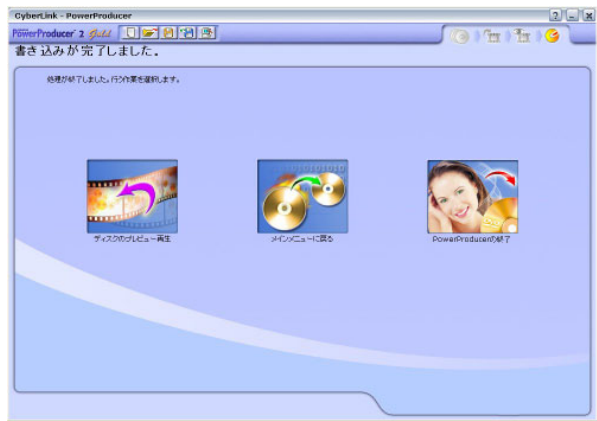 CyberLink - PowerProducer
PowerProducer 2 Gold
書き込みが完了しました。
処理が終了しました。行う作業を選択します。
1010101010
ディスクのプレビュー再生
メインメニューに戻る
PowerProducerの終了